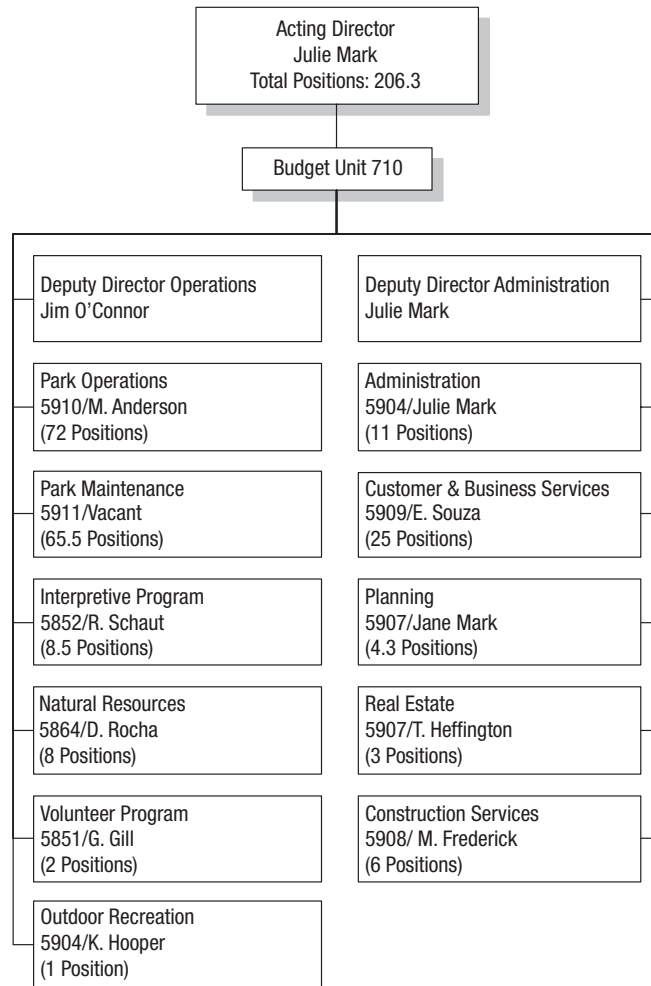 Acting Director
Julie Mark
Total Positions: 206.3
Budget Unit 710
Deputy Director Operations
Jim O’Connor
Deputy Director Administration
Julie Mark
Park Operations
5910/M. Anderson
(72 Positions)
Administration
5904/Julie Mark
(11 Positions)
Park Maintenance
5911/Vacant
(65.5 Positions)
Customer & Business Services
5909/E. Souza
(25 Positions)
Interpretive Program
5852/R. Schaut
(8.5 Positions)
Planning
5907/Jane Mark
(4.3 Positions)
Natural Resources
5864/D. Rocha
(8 Positions)
Real Estate
5907/T. Heffington
(3 Positions)
Volunteer Program
5851/G. Gill
(2 Positions)
Construction Services
5908/ M. Frederick
(6 Positions)
Outdoor Recreation
5904/K. Hooper
(1 Position)